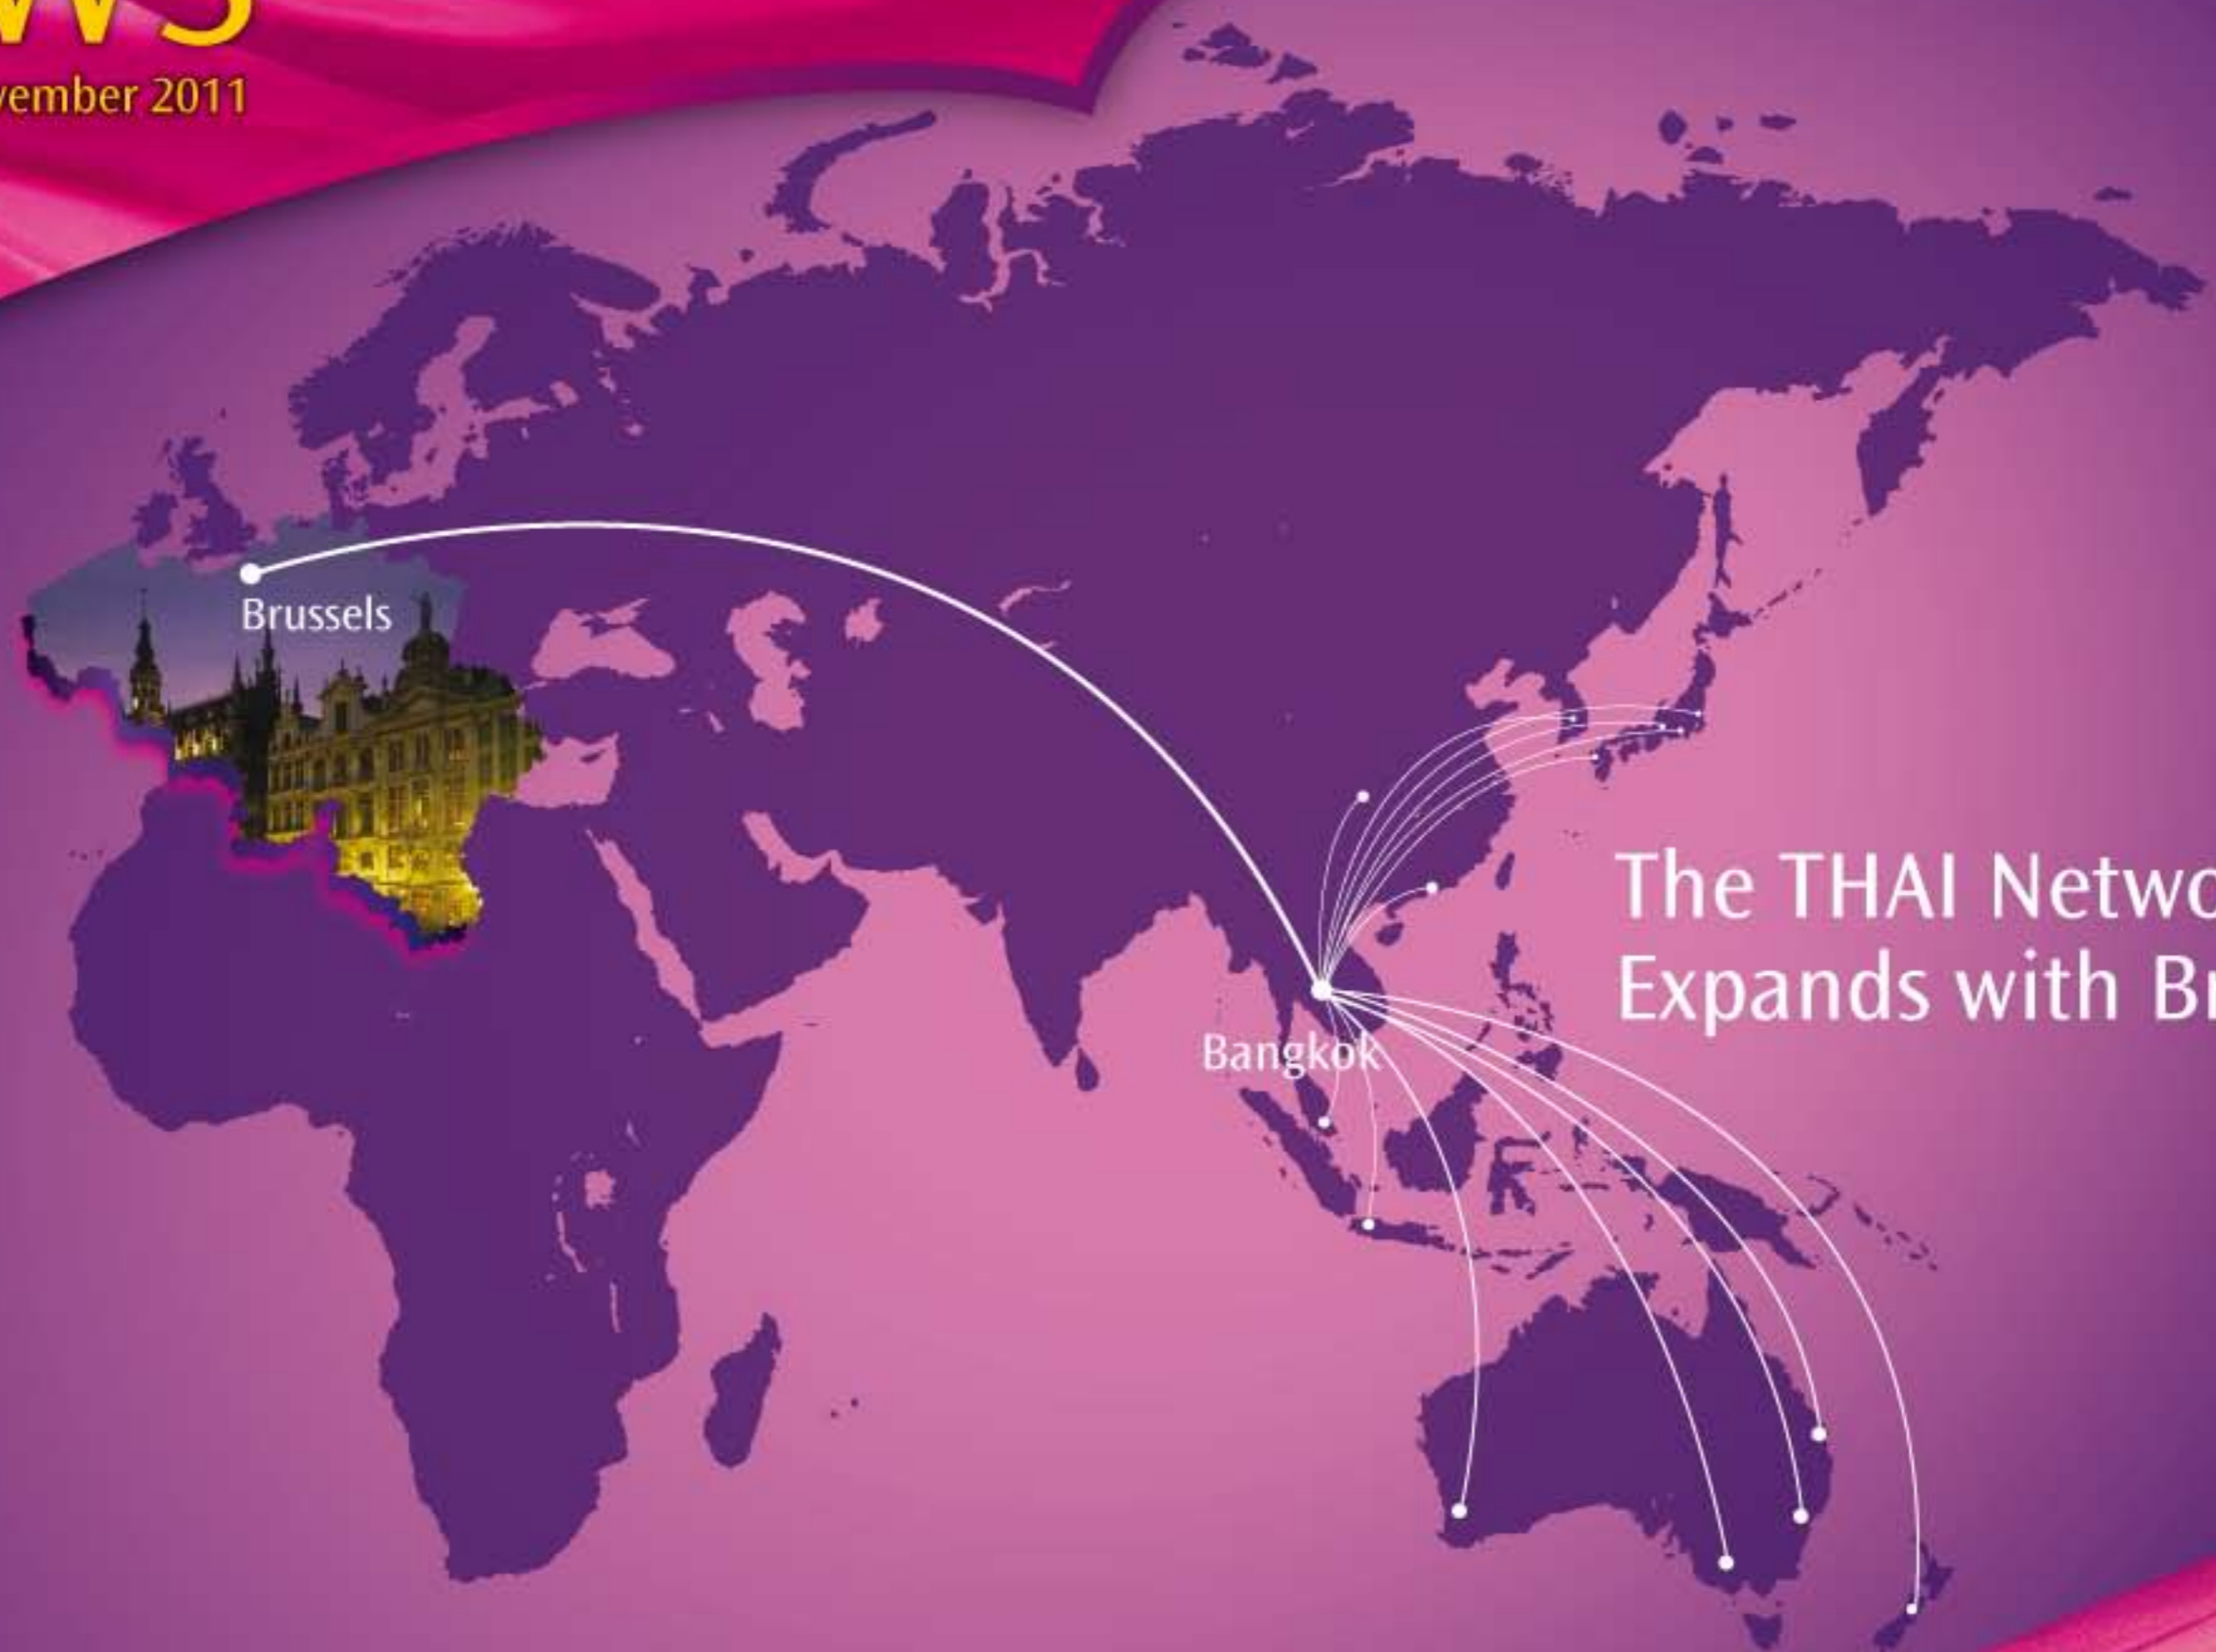 vember 2011
Brussels
The THAI Netwo
Expands with Br
Bangkok